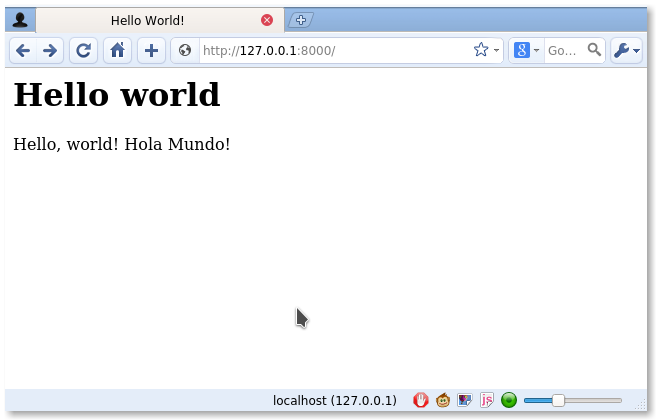 Hello World!
http://127.0.0.1:8000/
Go...
Hello world
Hello, world! Hola Mundo!
localhost (127.0.0.1)